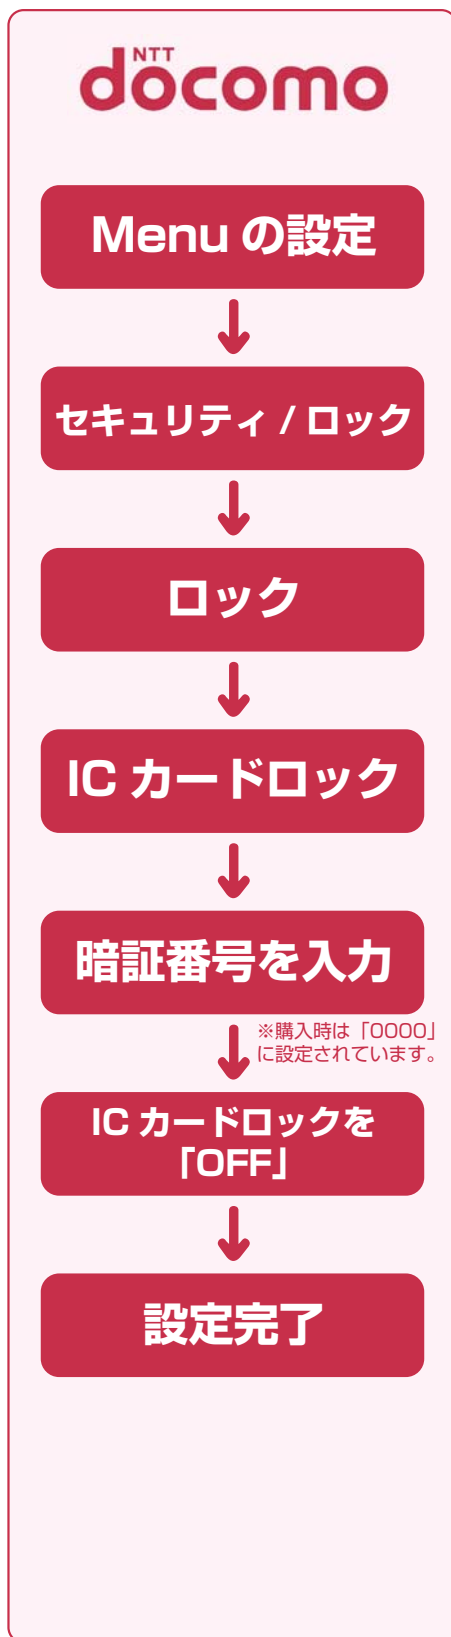 NTT
docomo
Menu の設定
セキュリティ / ロック
ロック
IC カードロック
暗証番号を入力
※購入時は「0000」
に設定されています。
IC カードロックを
「OFF」
設定完了